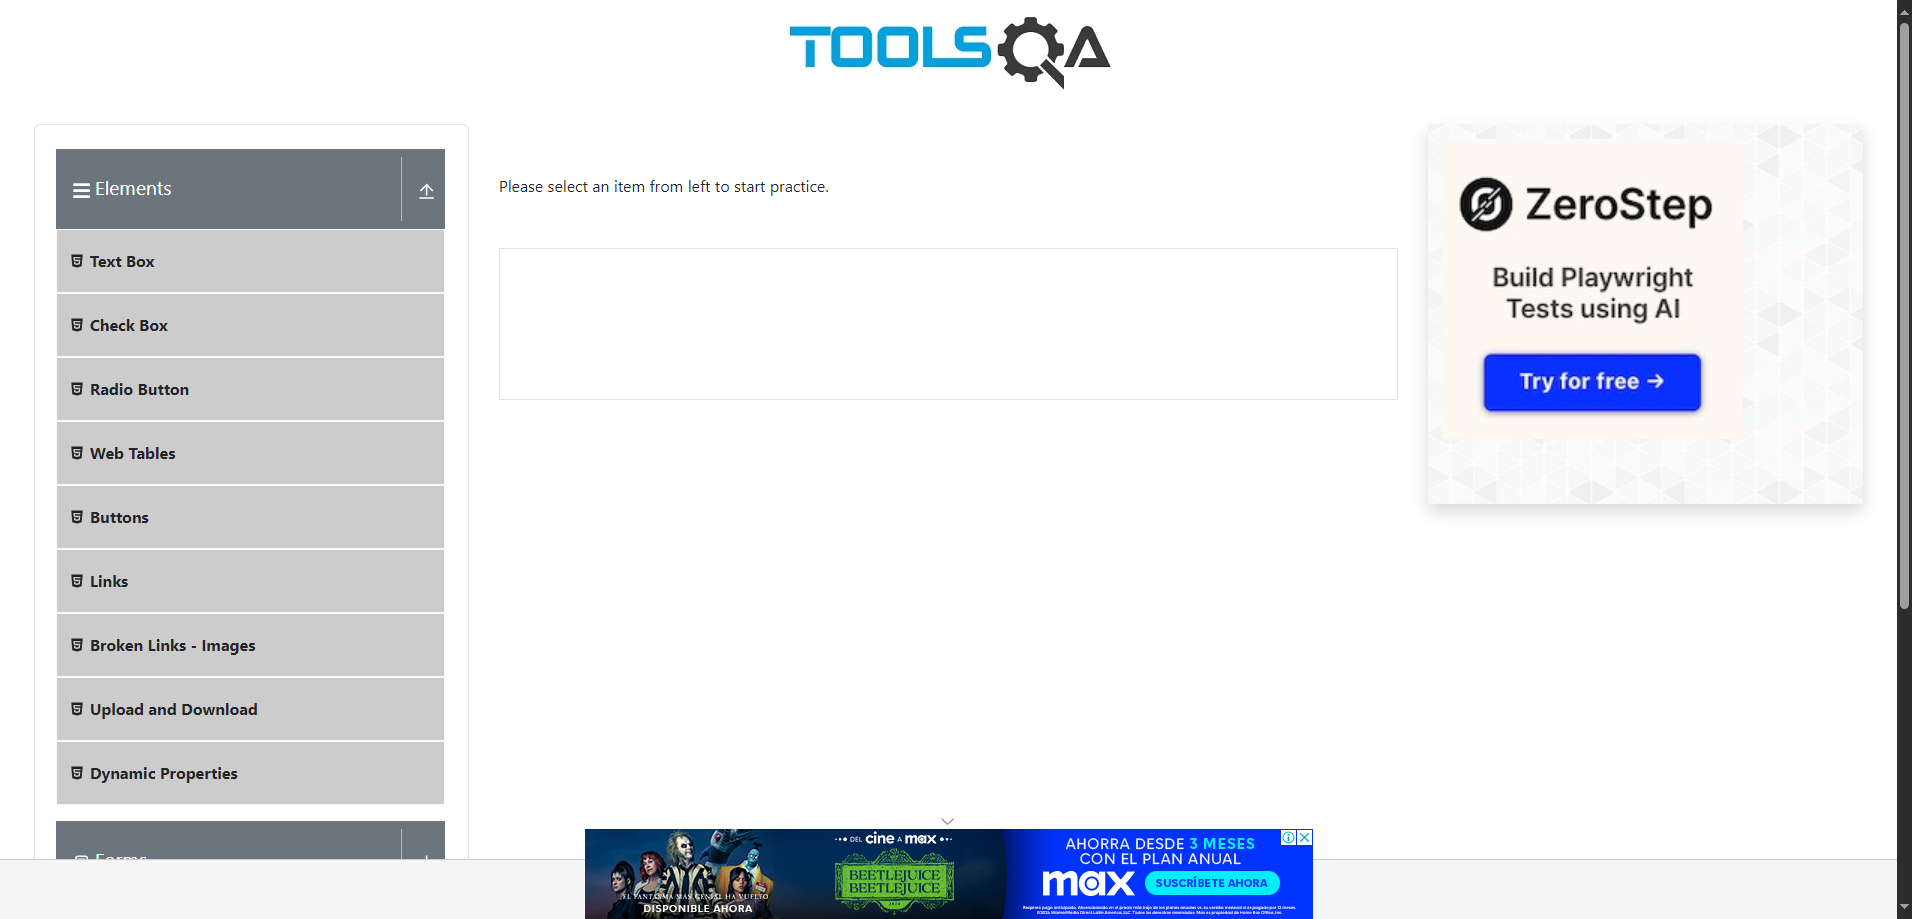 TOOLSQA
Elements
Text Box
Check Box
Radio Button
Web Tables
Buttons
Links
Broken Links - Images
Upload and Download
Dynamic Properties
Forms
Please select an item from left to start practice.
ZeroStep
Build Playwright
Tests using AI
Try for free →
EL FANTASMA MÁS GENIAL HA VUELTO
DISPONIBLE AHORA
DEL cine A max
BEETLEJUICE
BEETLEJUICE
AHORRA DESDE 3 MESES
CON EL PLAN ANUAL
max
SUSCRÍBETE AHORA